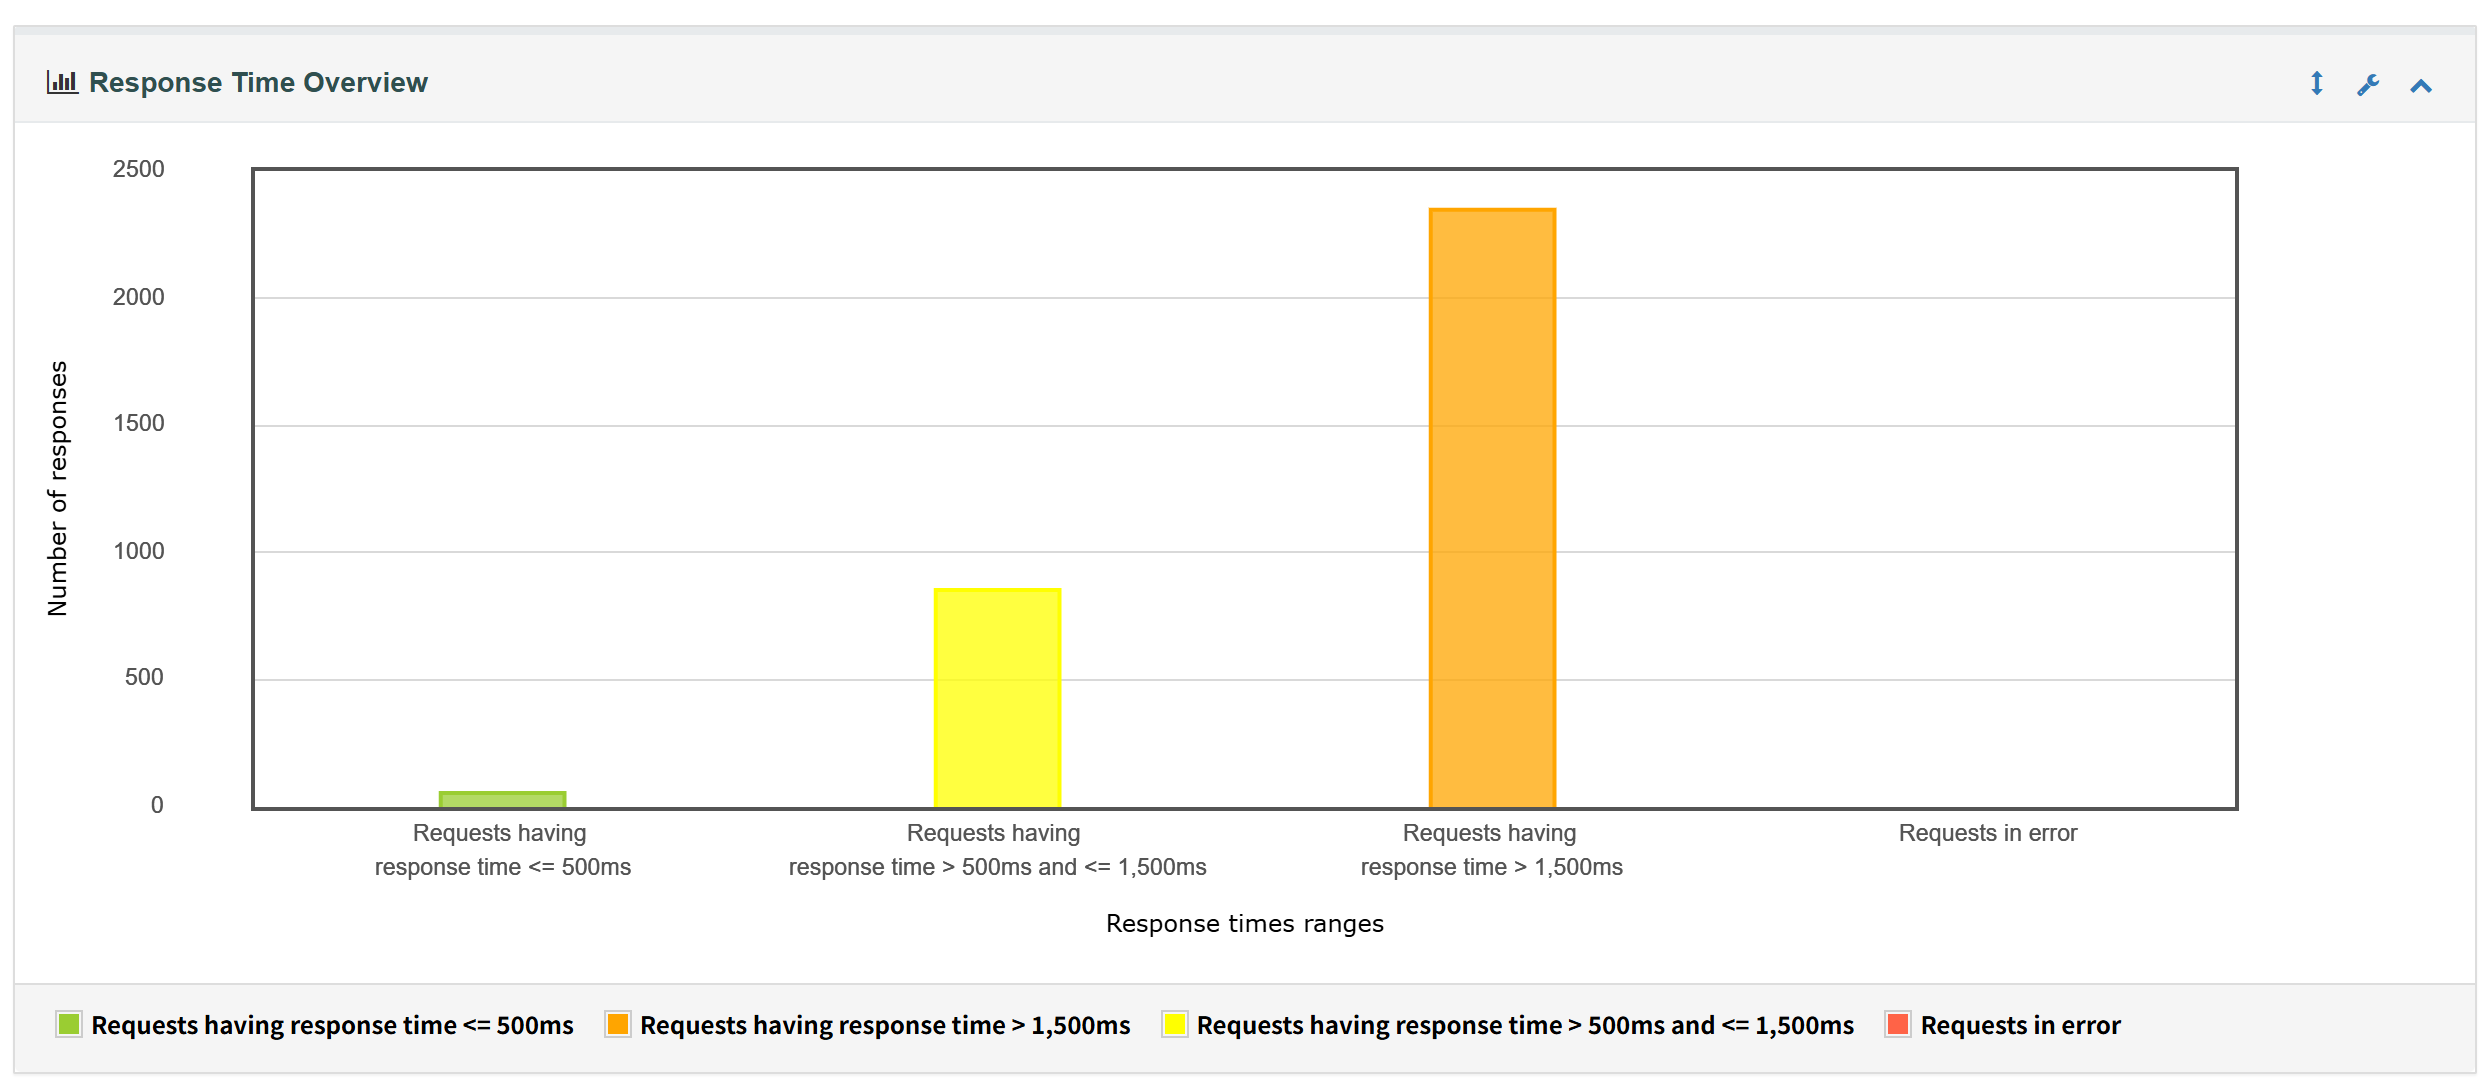 Response Time Overview
2500
2000
1500
1000
500
0
Number of responses
Requests having
response time <= 500ms
Requests having
response time > 500ms and <= 1,500ms
Requests having
response time > 1,500ms
Requests in error
Response times ranges
Requests having response time <= 500ms
Requests having response time > 1,500ms
Requests having response time > 500ms and <= 1,500ms
Requests in error